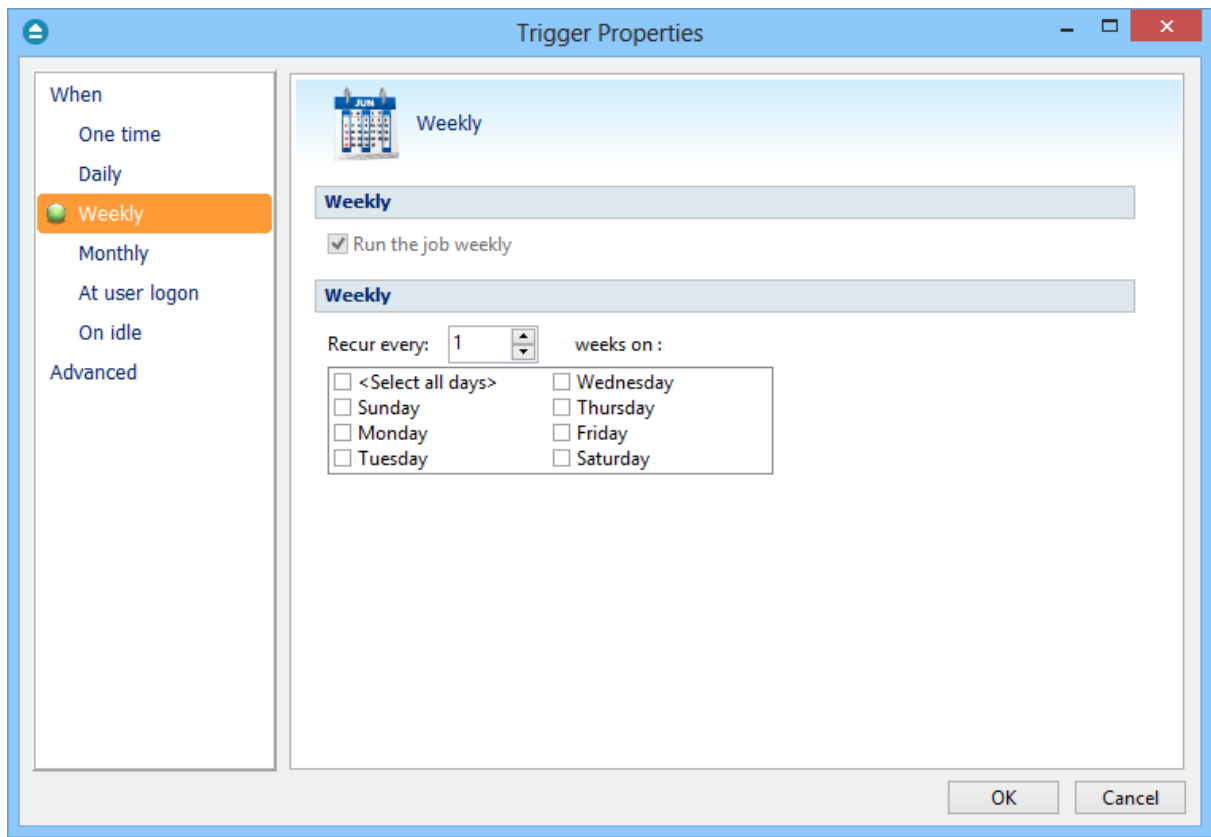 Trigger Properties
When
One time
Daily
Weekly
Monthly
At user logon
On idle
Advanced
JUN
Weekly
Weekly
Run the job weekly
Weekly
Recur every: 1 weeks on :
<Select all days> Wednesday
Sunday Thursday
Monday Friday
Tuesday Saturday
OK Cancel